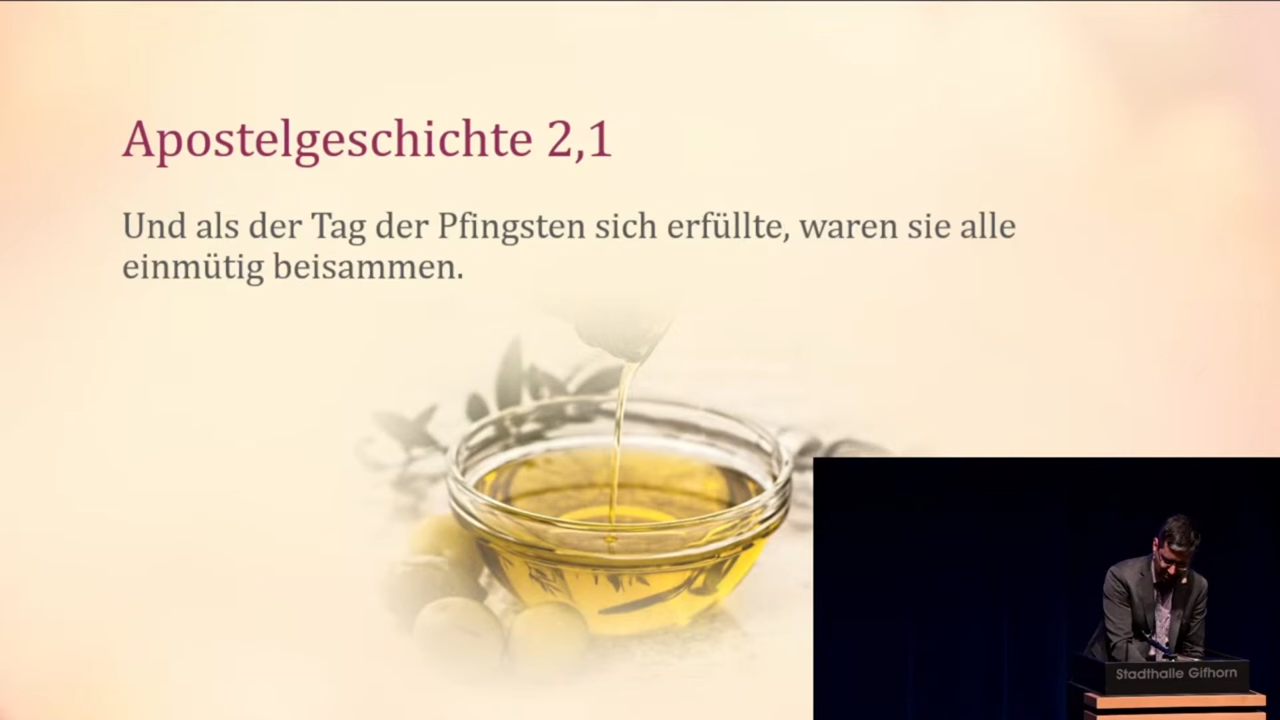 Apostelgeschichte 2,1
Und als der Tag der Pfingsten sich erfüllte, waren sie alle
einmütig beisammen.
Stadthalle Gifhorn